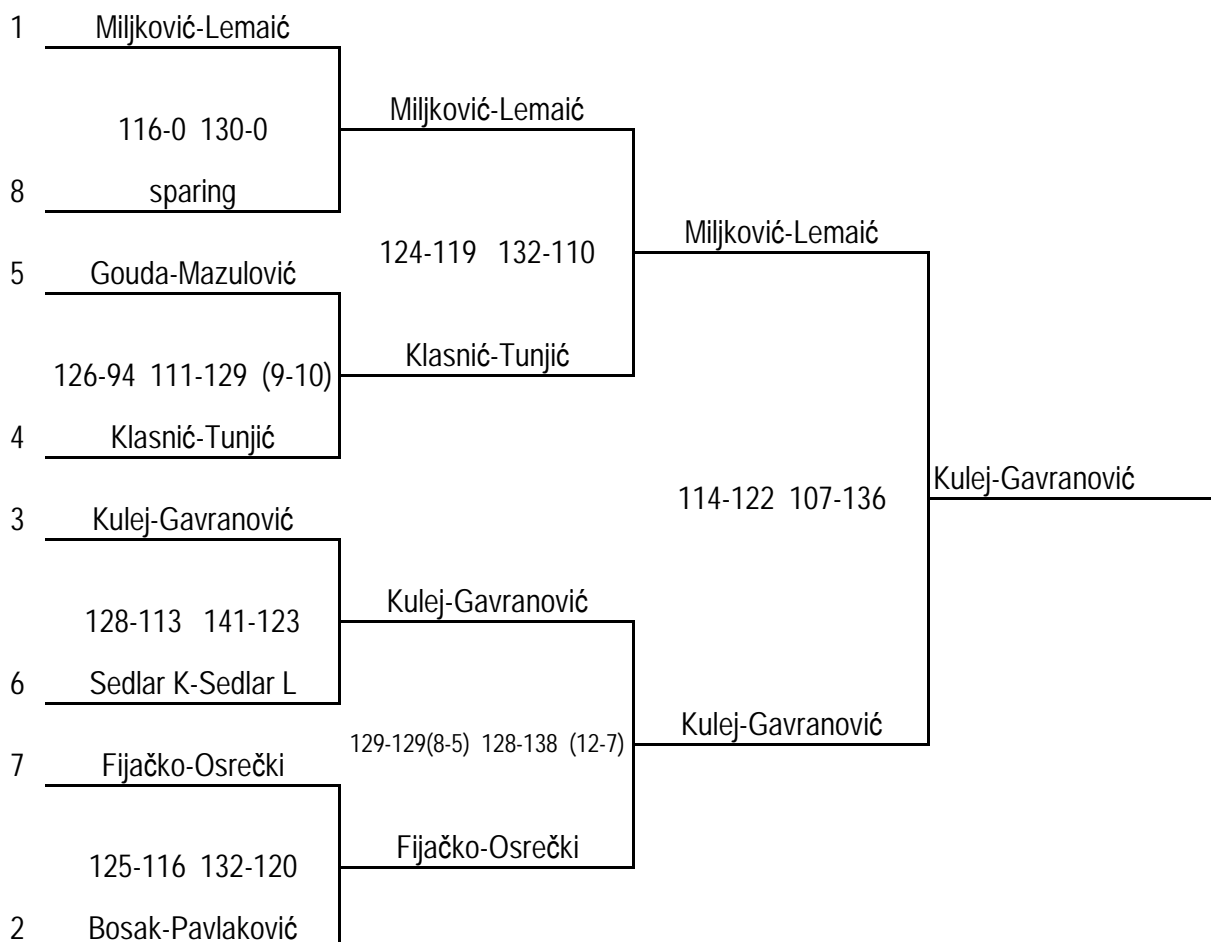 1 Miljković-Lemaić
Miljković-Lemaić
116-0 130-0
8 sparing
Miljković-Lemaić
124-119 132-110
5 Gouda-Mazulović
Klasnić-Tunjić
126-94 111-129 (9-10)
4 Klasnić-Tunjić
Kulej-Gavranović
114-122 107-136
3 Kulej-Gavranović
Kulej-Gavranović
128-113 141-123
6 Sedlar K-Sedlar L
Kulej-Gavranović
129-129(8-5) 128-138 (12-7)
7 Fijačko-Osrečki
Fijačko-Osrečki
125-116 132-120
2 Bosak-Pavlaković